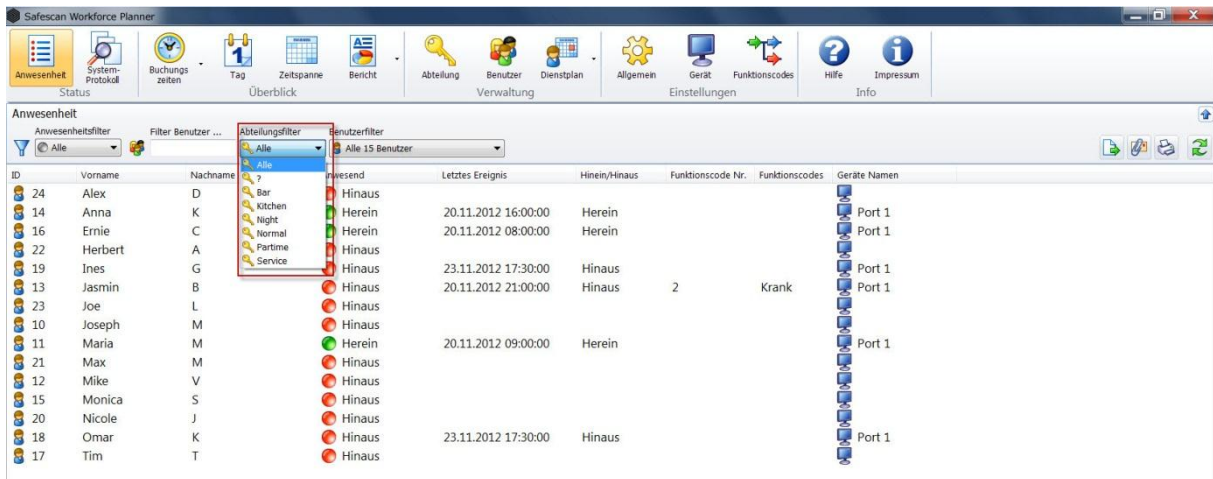 Safescan Workforce Planner
Anwesenheit System-Protokoll Buchungs zeiten Tag Zeitspanne Bericht Abteilung Benutzer Dienstplan Allgemein Gerät Funktionscodes Hilfe Impressum
Status Überblick Verwaltung Einstellungen Info
Anwesenheit
Anwesenheitsfilter Filter Benutzer ... Abteilungsfilter Benutzerfilter
Alle Alle Alle 15 Benutzer
Alle
?
Bar
Kitchen
Night
Normal
Partime
Service
ID Vorname Nachname nwesend Letztes Ereignis Hinein/Hinaus Funktionscode Nr. Funktionscodes Geräte Namen
24 Alex D Hinaus
14 Anna K Herein 20.11.2012 16:00:00 Herein Port 1
16 Ernie C Herein 20.11.2012 08:00:00 Herein Port 1
22 Herbert A Hinaus
19 Ines G Hinaus 23.11.2012 17:30:00 Hinaus Port 1
13 Jasmin B Hinaus 20.11.2012 21:00:00 Hinaus 2 Krank Port 1
23 Joe L Hinaus
10 Joseph M Hinaus
11 Maria M Herein 20.11.2012 09:00:00 Herein Port 1
21 Max M Hinaus
12 Mike V Hinaus
15 Monica S Hinaus
20 Nicole J Hinaus
18 Omar K Hinaus 23.11.2012 17:30:00 Hinaus Port 1
17 Tim T Hinaus